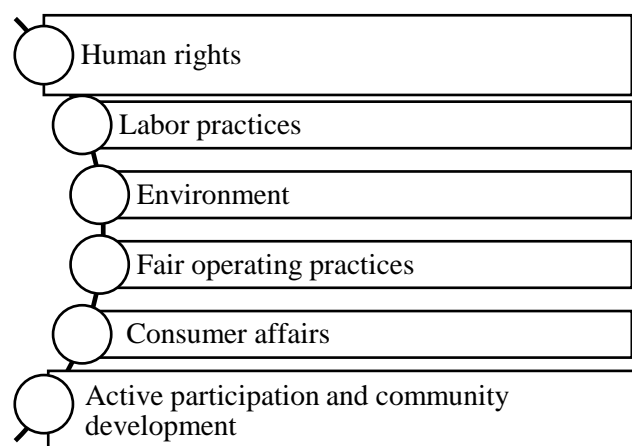 Human rights
Labor practices
Environment
Fair operating practices
Consumer affairs
Active participation and community
development